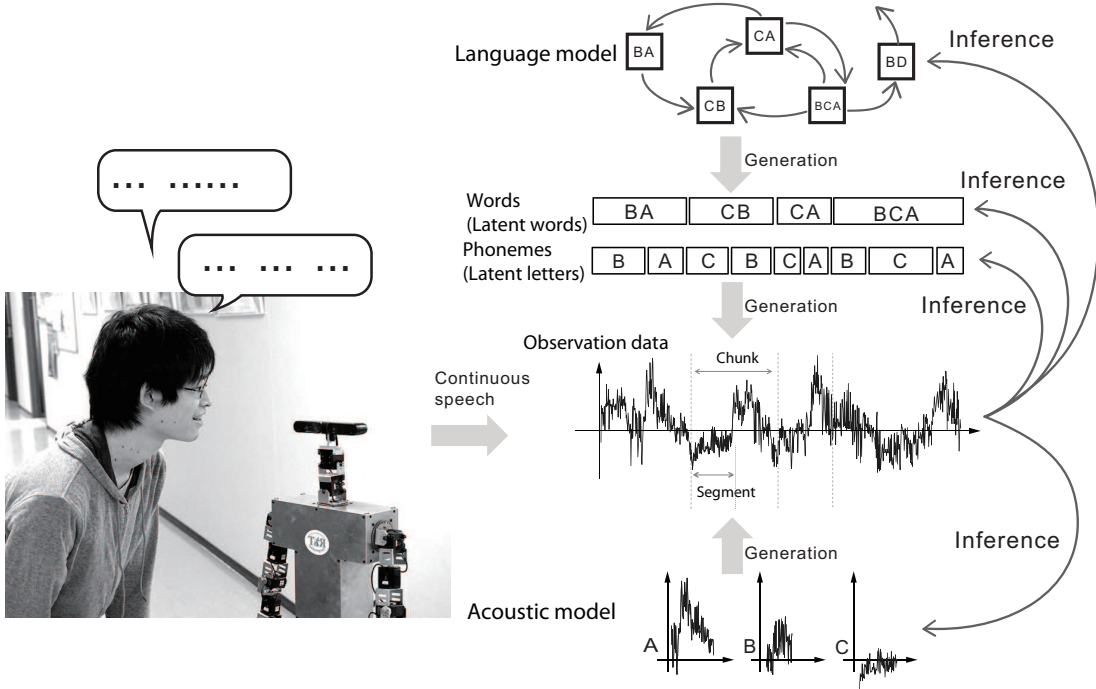 ... ......
... ... ...
Language model
BA
CA
BD
CB
BCA
Inference
Generation
Words
(Latent words)
BA CB CA BCA
Inference
Phonemes
(Latent letters)
B A C B C A B C A
Inference
Generation
Observation data
Chunk
Continuous
speech
Segment
Generation
Inference
Acoustic model
A B C